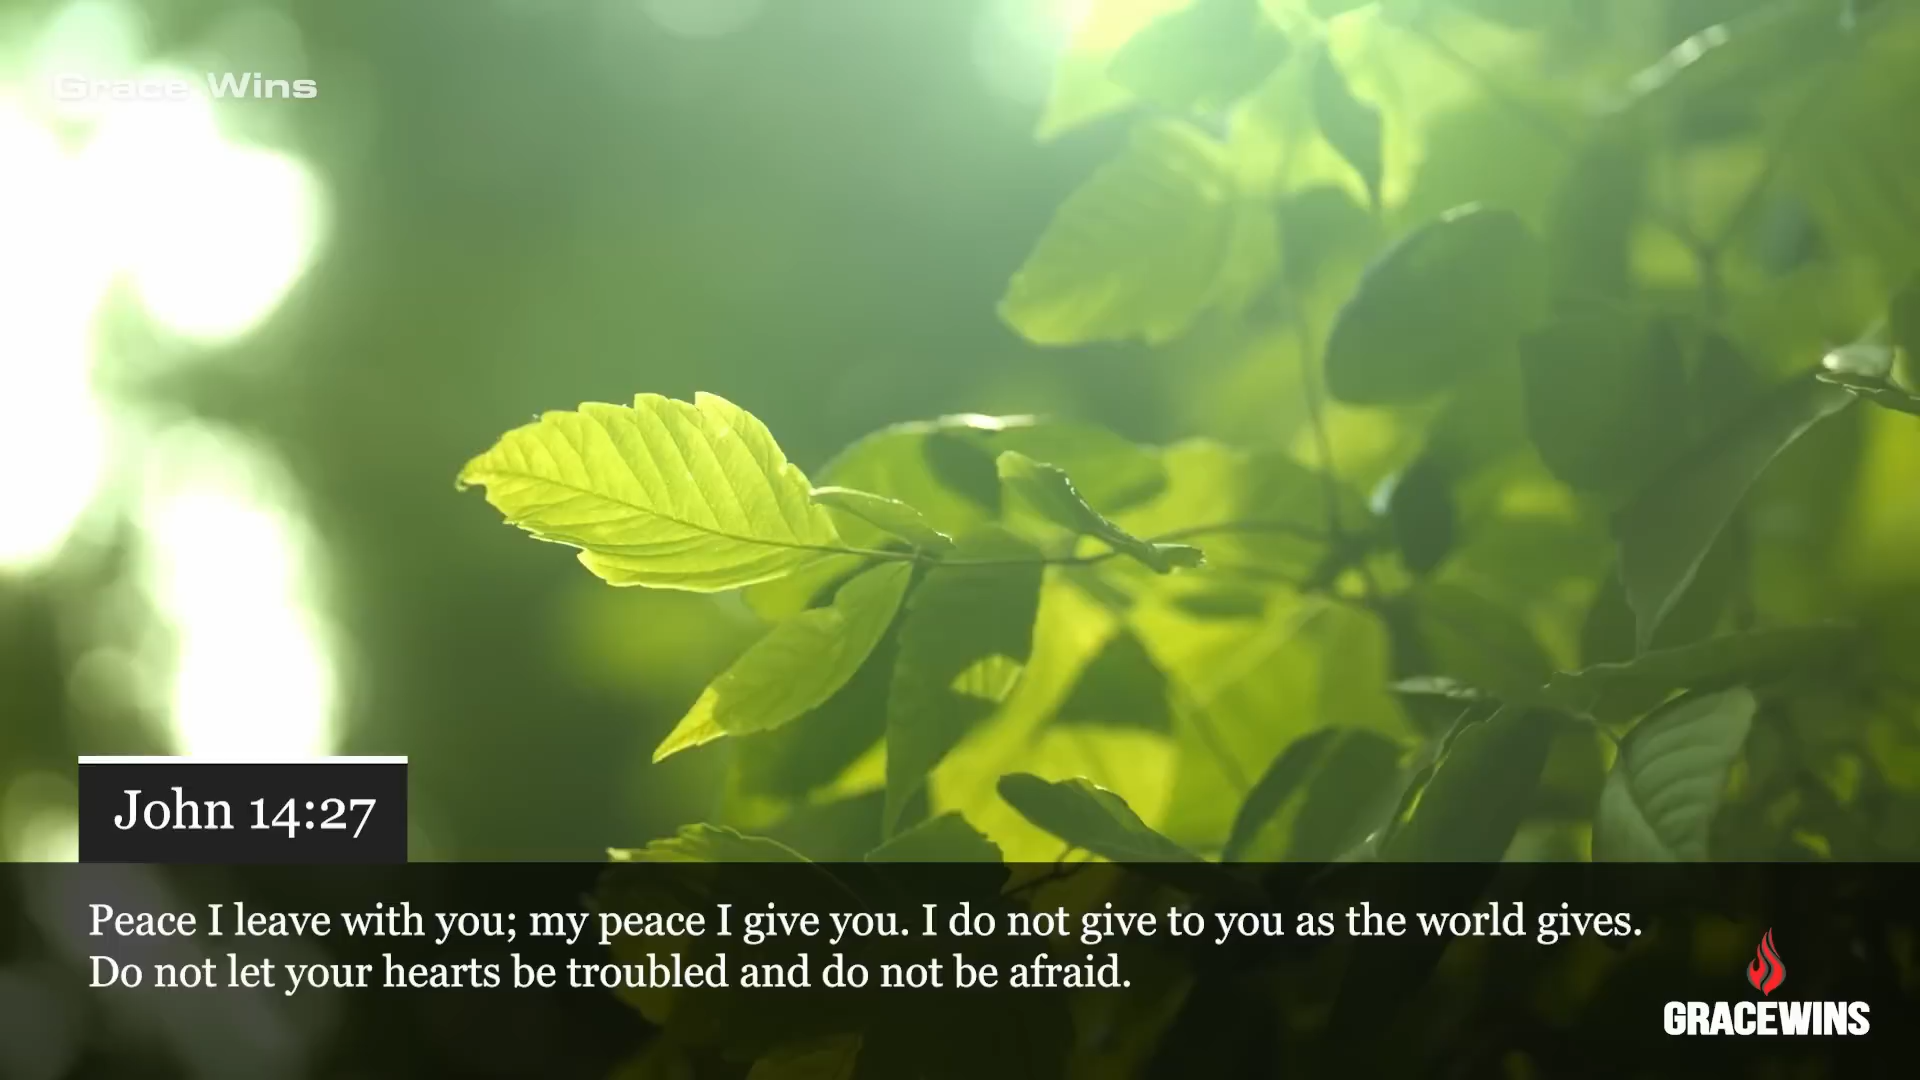 Grace Wins
John 14:27
Peace I leave with you; my peace I give you. I do not give to you as the world gives.
Do not let your hearts be troubled and do not be afraid.
GRACEWINS